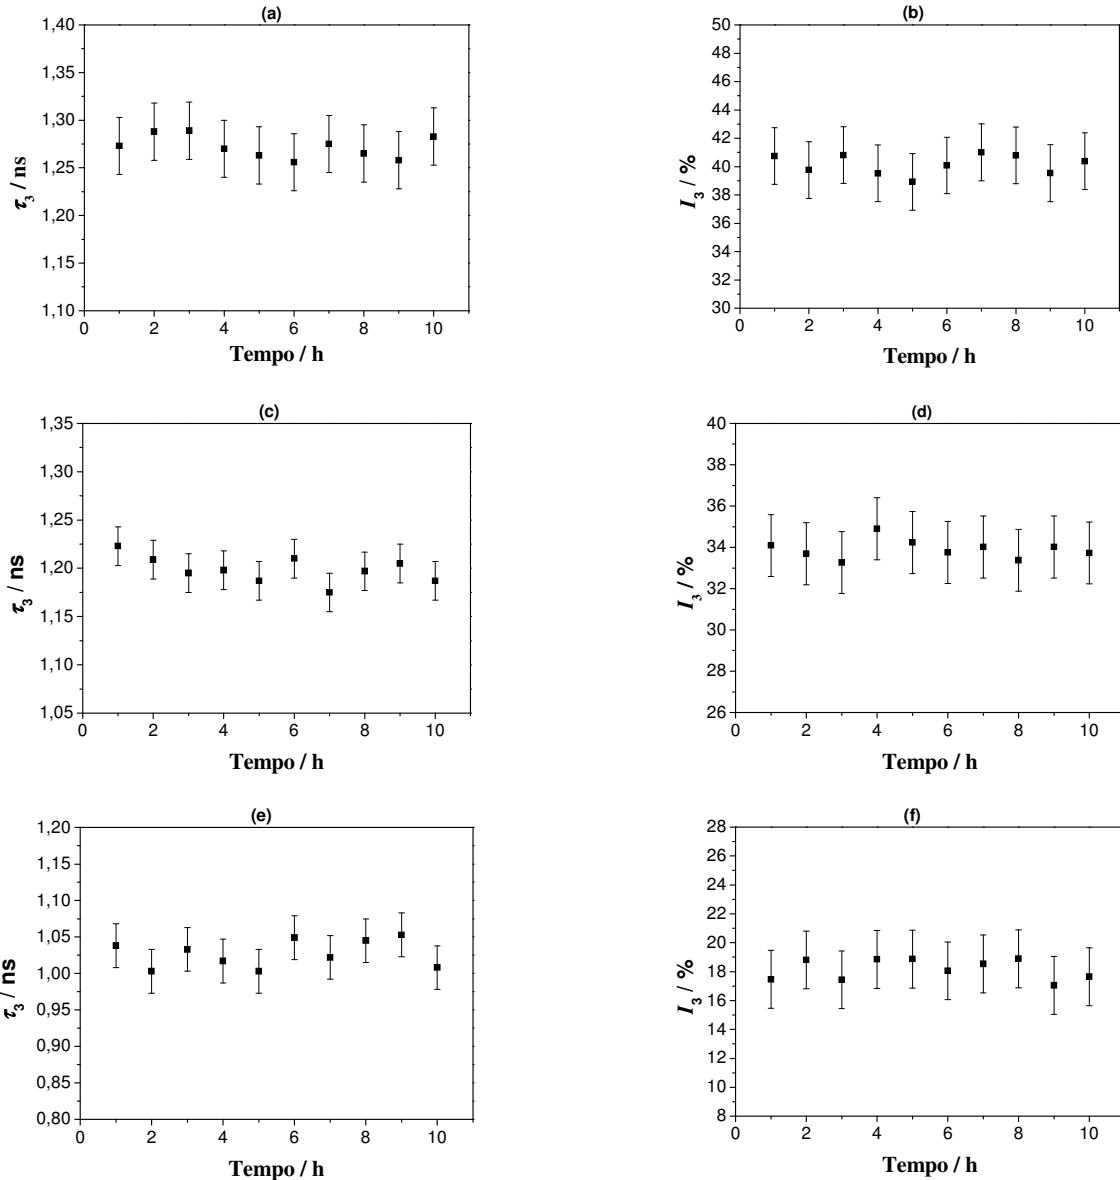 (a)
1,40
1,35
1,30
1,25
1,20
1,15
1,10
τ3 / ns
0 2 4 6 8 10
Tempo / h
(b)
50
48
46
44
42
40
38
36
34
32
30
I3 / %
0 2 4 6 8 10
Tempo / h
(c)
1,35
1,30
1,25
1,20
1,15
1,10
1,05
τ3 / ns
0 2 4 6 8 10
Tempo / h
(d)
40
38
36
34
32
30
28
26
I3 / %
0 2 4 6 8 10
Tempo / h
(e)
1,20
1,15
1,10
1,05
1,00
0,95
0,90
0,85
0,80
τ3 / ns
0 2 4 6 8 10
Tempo / h
(f)
28
26
24
22
20
18
16
14
12
10
8
I3 / %
0 2 4 6 8 10
Tempo / h